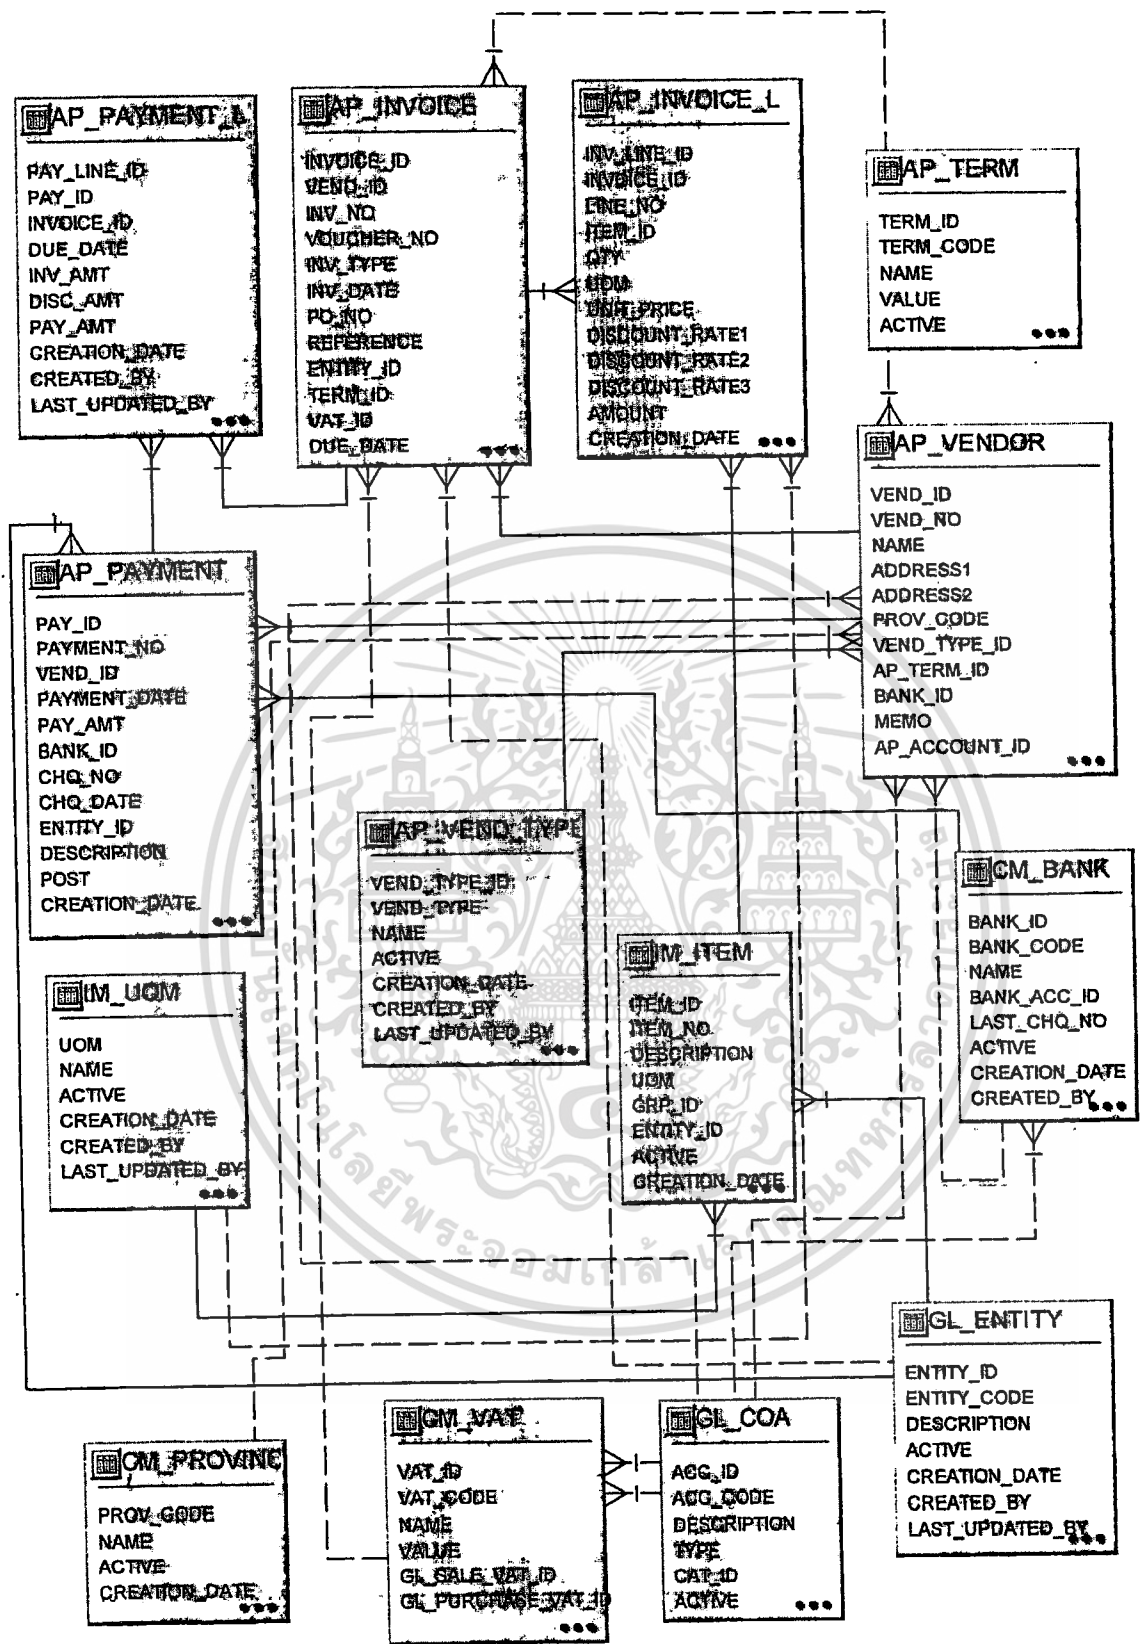 AP_PAYMENT_L
PAY_LINE_ID
PAY_ID
INVOICE_ID
DUE_DATE
INV_AMT
DISC_AMT
PAY_AMT
CREATION_DATE
CREATED_BY
LAST_UPDATED_BY
AP_INVOICE
INVOICE_ID
VEND_ID
INV_NO
VOUCHER_NO
INV_TYPE
INV_DATE
PO_NO
REFERENCE
ENTITY_ID
TERM_ID
VAT_ID
DUE_DATE
AP_INVOICE_L
INV_LINE_ID
INVOICE_ID
LINE_NO
ITEM_ID
QTY
UOM
UNIT_PRICE
DISCOUNT_RATE1
DISCOUNT_RATE2
DISCOUNT_RATE3
AMOUNT
CREATION_DATE
AP_TERM
TERM_ID
TERM_CODE
NAME
VALUE
ACTIVE
AP_VENDOR
VEND_ID
VEND_NO
NAME
ADDRESS1
ADDRESS2
PROV_CODE
VEND_TYPE_ID
AP_TERM_ID
BANK_ID
MEMO
AP_ACCOUNT_ID
AP_PAYMENT
PAY_ID
PAYMENT_NO
VEND_ID
PAYMENT_DATE
PAY_AMT
BANK_ID
CHQ_NO
CHQ_DATE
ENTITY_ID
DESCRIPTION
POST
CREATION_DATE
AP_VEND_TYPE
VEND_TYPE_ID
VEND_TYPE
NAME
ACTIVE
CREATION_DATE
CREATED_BY
LAST_UPDATED_BY
CM_BANK
BANK_ID
BANK_CODE
NAME
BANK_ACC_ID
LAST_CHQ_NO
ACTIVE
CREATION_DATE
CREATED_BY
IM_ITEM
ITEM_ID
ITEM_NO
DESCRIPTION
UOM
GRP_ID
ENTITY_ID
ACTIVE
CREATION_DATE
IM_UOM
UOM
NAME
ACTIVE
CREATION_DATE
CREATED_BY
LAST_UPDATED_BY
GL_ENTITY
ENTITY_ID
ENTITY_CODE
DESCRIPTION
ACTIVE
CREATION_DATE
CREATED_BY
LAST_UPDATED_BY
CM_PROVINC
PROV_CODE
NAME
ACTIVE
CREATION_DATE
CM_VAT
VAT_ID
VAT_CODE
NAME
VALUE
GL_SALE_VAT_ID
GL_PURCHASE_VAT_ID
GL_COA
ACC_ID
ACC_CODE
DESCRIPTION
TYPE
CAT_ID
ACTIVE